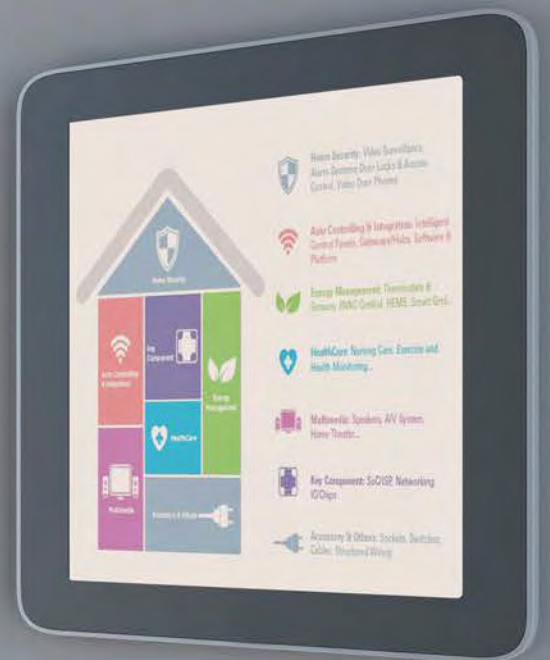 Home Security
Auto Controlling
& Integration
Key
Component
Energy
Management
HealthCare
Multimedia
Accessory & Others
Home Security: Video Surveillance,
Alarm Systems Door Locks & Access
Control, Video Door Phones
Auto Controlling & Integration: Intelligent
Control Panels, Gateways/Hubs, Software &
Platform
Energy Management: Thermostats &
Sensors, HVAC Control, HEMS, Smart Grid...
HealthCare: Nursing Care, Exercise and
Health Monitoring...
Multimedia: Speakers, A/V System,
Home Theater...
Key Component: SoC/ISP, Networking
IC/Chips
Accessory & Others: Sockets, Switches,
Cables, Structured Wiring